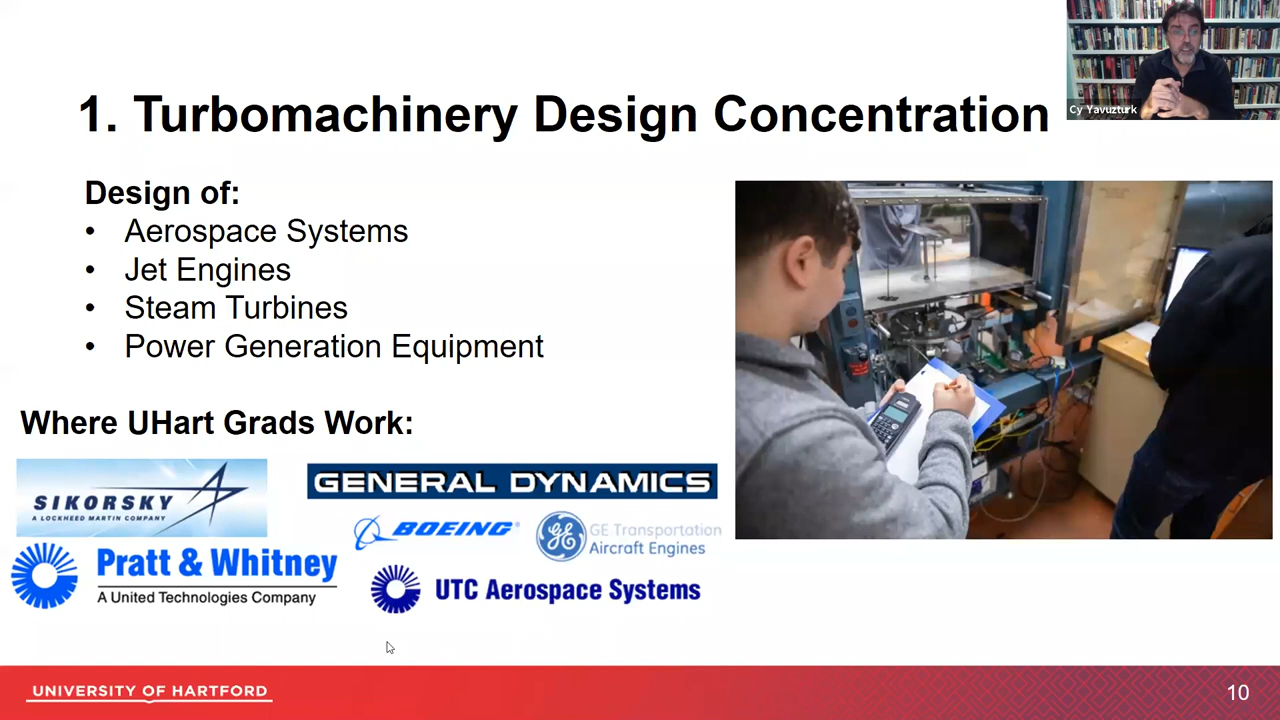 Cy Yavuzturk
1. Turbomachinery Design Concentration
Design of:
• Aerospace Systems
• Jet Engines
• Steam Turbines
• Power Generation Equipment
Where UHart Grads Work:
SIKORSKY
A LOCKHEED MARTIN COMPANY
GENERAL DYNAMICS
BOEING®
GE
GE Transportation
Aircraft Engines
Pratt & Whitney
A United Technologies Company
UTC Aerospace Systems
UNIVERSITY OF HARTFORD
10